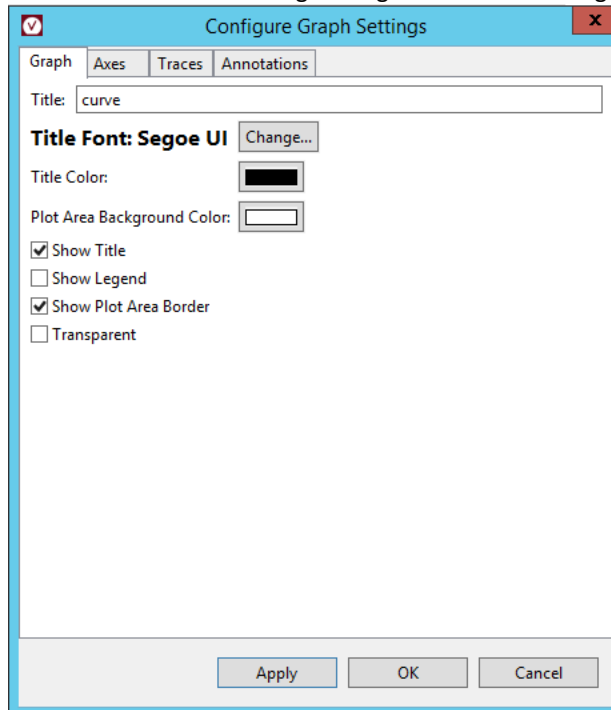 Configure Graph Settings
x
Graph Axes Traces Annotations
Title: curve
Title Font: Segoe UI Change...
Title Color:
Plot Area Background Color:
Show Title
Show Legend
Show Plot Area Border
Transparent
Apply OK Cancel